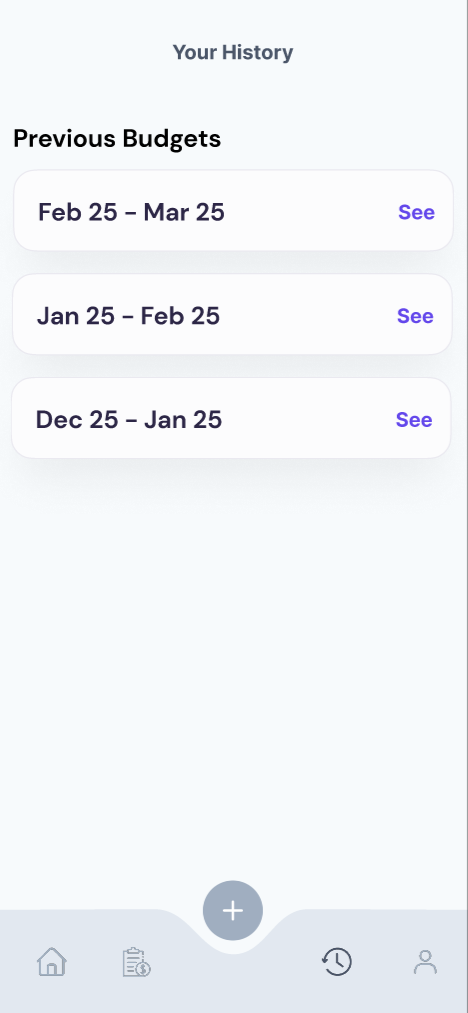 Your History
Previous Budgets
Feb 25 - Mar 25 See
Jan 25 - Feb 25 See
Dec 25 - Jan 25 See